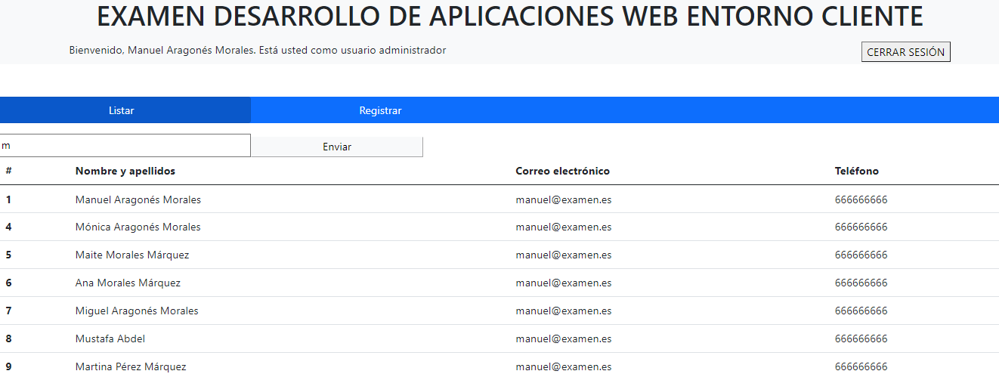 EXAMEN DESARROLLO DE APLICACIONES WEB ENTORNO CLIENTE
Bienvenido, Manuel Aragonés Morales. Está usted como usuario administrador
CERRAR SESIÓN
Listar Registrar
m Enviar
# Nombre y apellidos Correo electrónico Teléfono
1 Manuel Aragonés Morales manuel@examen.es 666666666
4 Mónica Aragonés Morales manuel@examen.es 666666666
5 Maite Morales Márquez manuel@examen.es 666666666
6 Ana Morales Márquez manuel@examen.es 666666666
7 Miguel Aragonés Morales manuel@examen.es 666666666
8 Mustafa Abdel manuel@examen.es 666666666
9 Martina Pérez Márquez manuel@examen.es 666666666